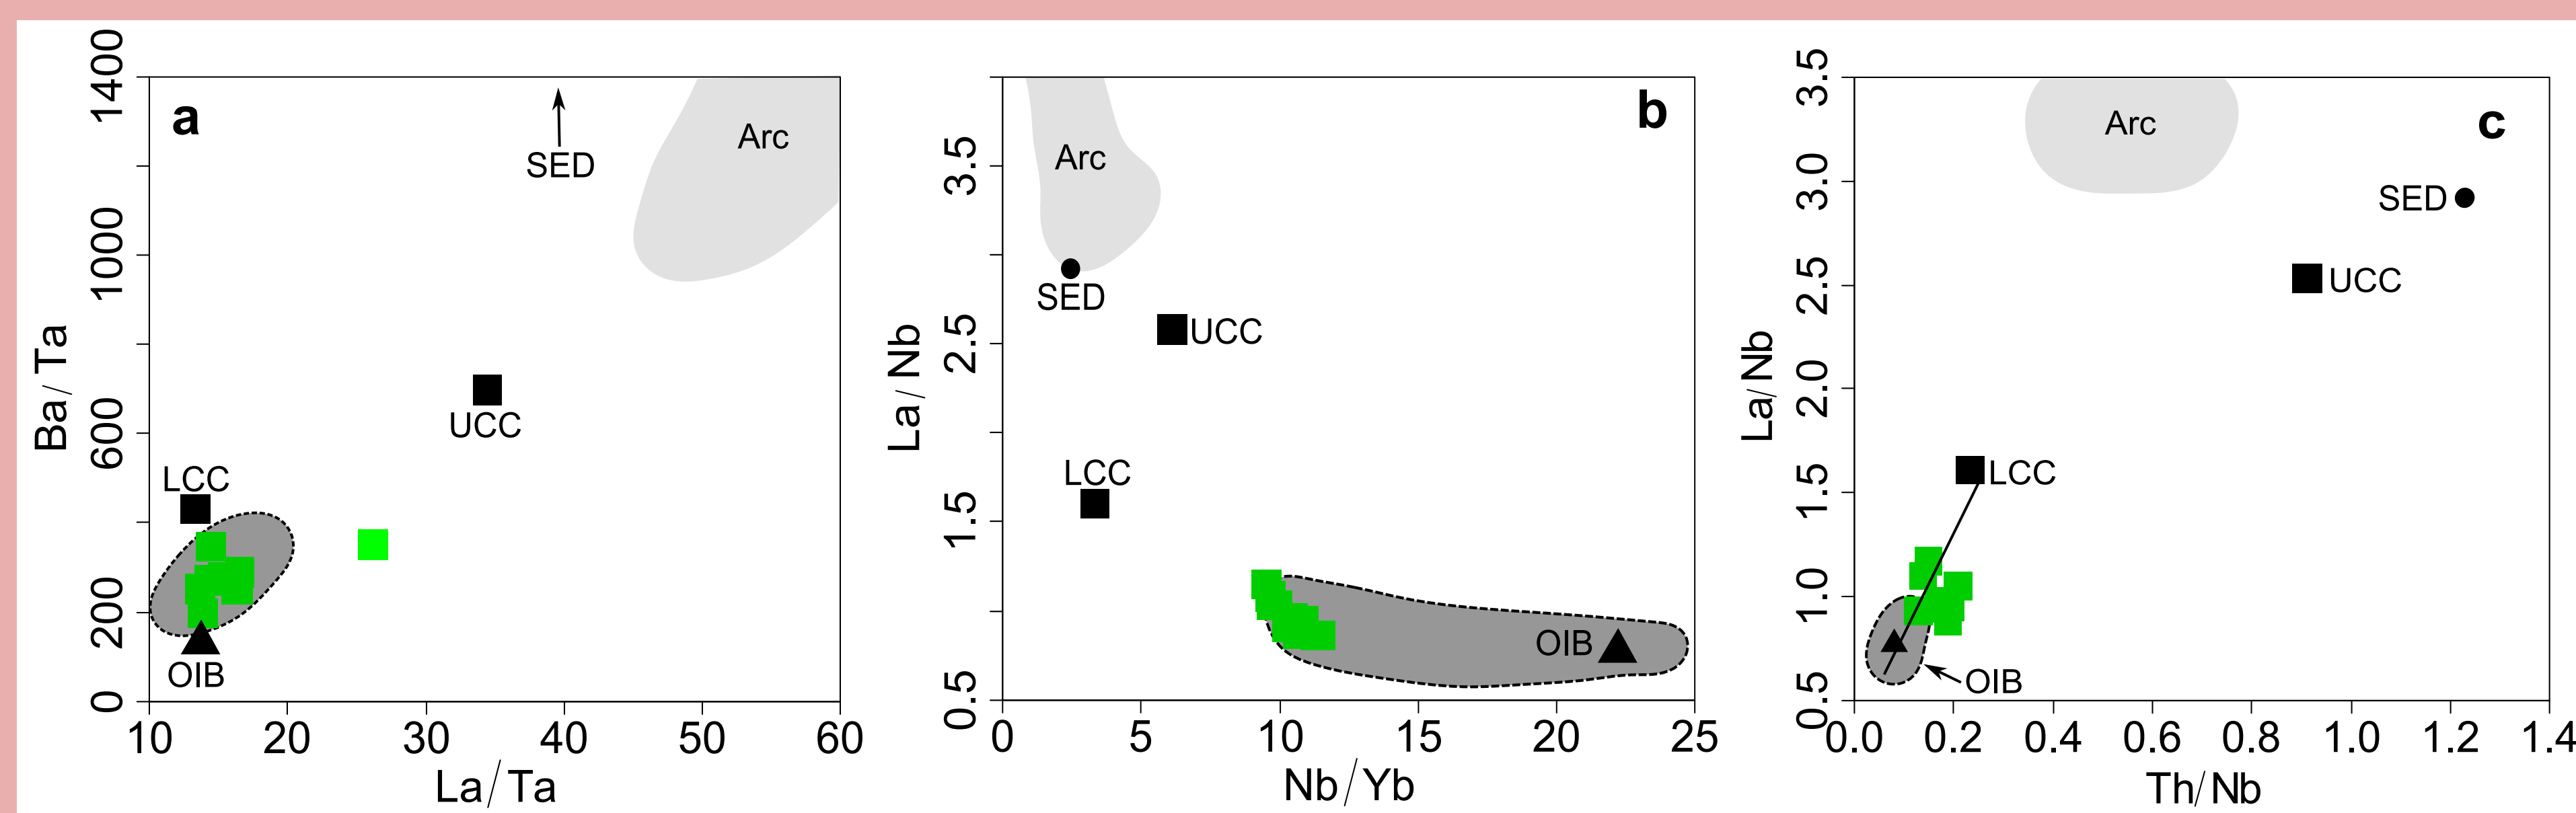 a
1400
1000
600
200
0
Ba/Ta
SED
Arc
UCC
LCC
OIB
10 20 30 40 50 60
La/Ta
b
3.5
2.5
1.5
0.5
La/Nb
Arc
SED
UCC
LCC
OIB
0 5 10 15 20 25
Nb/Yb
c
3.5
3.0
2.5
2.0
1.5
1.0
0.5
La/Nb
Arc
SED
UCC
LCC
OIB
0.0 0.2 0.4 0.6 0.8 1.0 1.2 1.4
Th/Nb